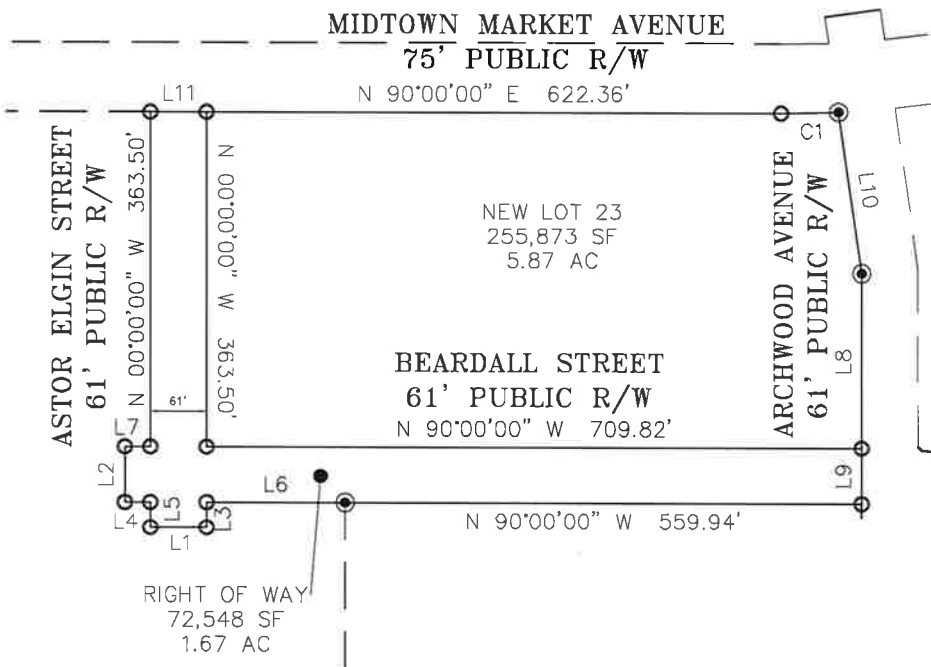 MIDTOWN MARKET AVENUE
75' PUBLIC R/W
L11
N 90°00'00" E 622.36'
C1
ASTOR ELGIN STREET
61' PUBLIC R/W
N 00°00'00" W 363.50'
N 00°00'00" W 363.50'
NEW LOT 23
255,873 SF
5.87 AC
ARCHWOOD AVENUE
61' PUBLIC R/W
L10
L8
BEARDALL STREET
61' PUBLIC R/W
N 90°00'00" W 709.82'
61'
L7
L2
L4
L5
L1
L3
L6
L9
N 90°00'00" W 559.94'
RIGHT OF WAY
72,548 SF
1.67 AC